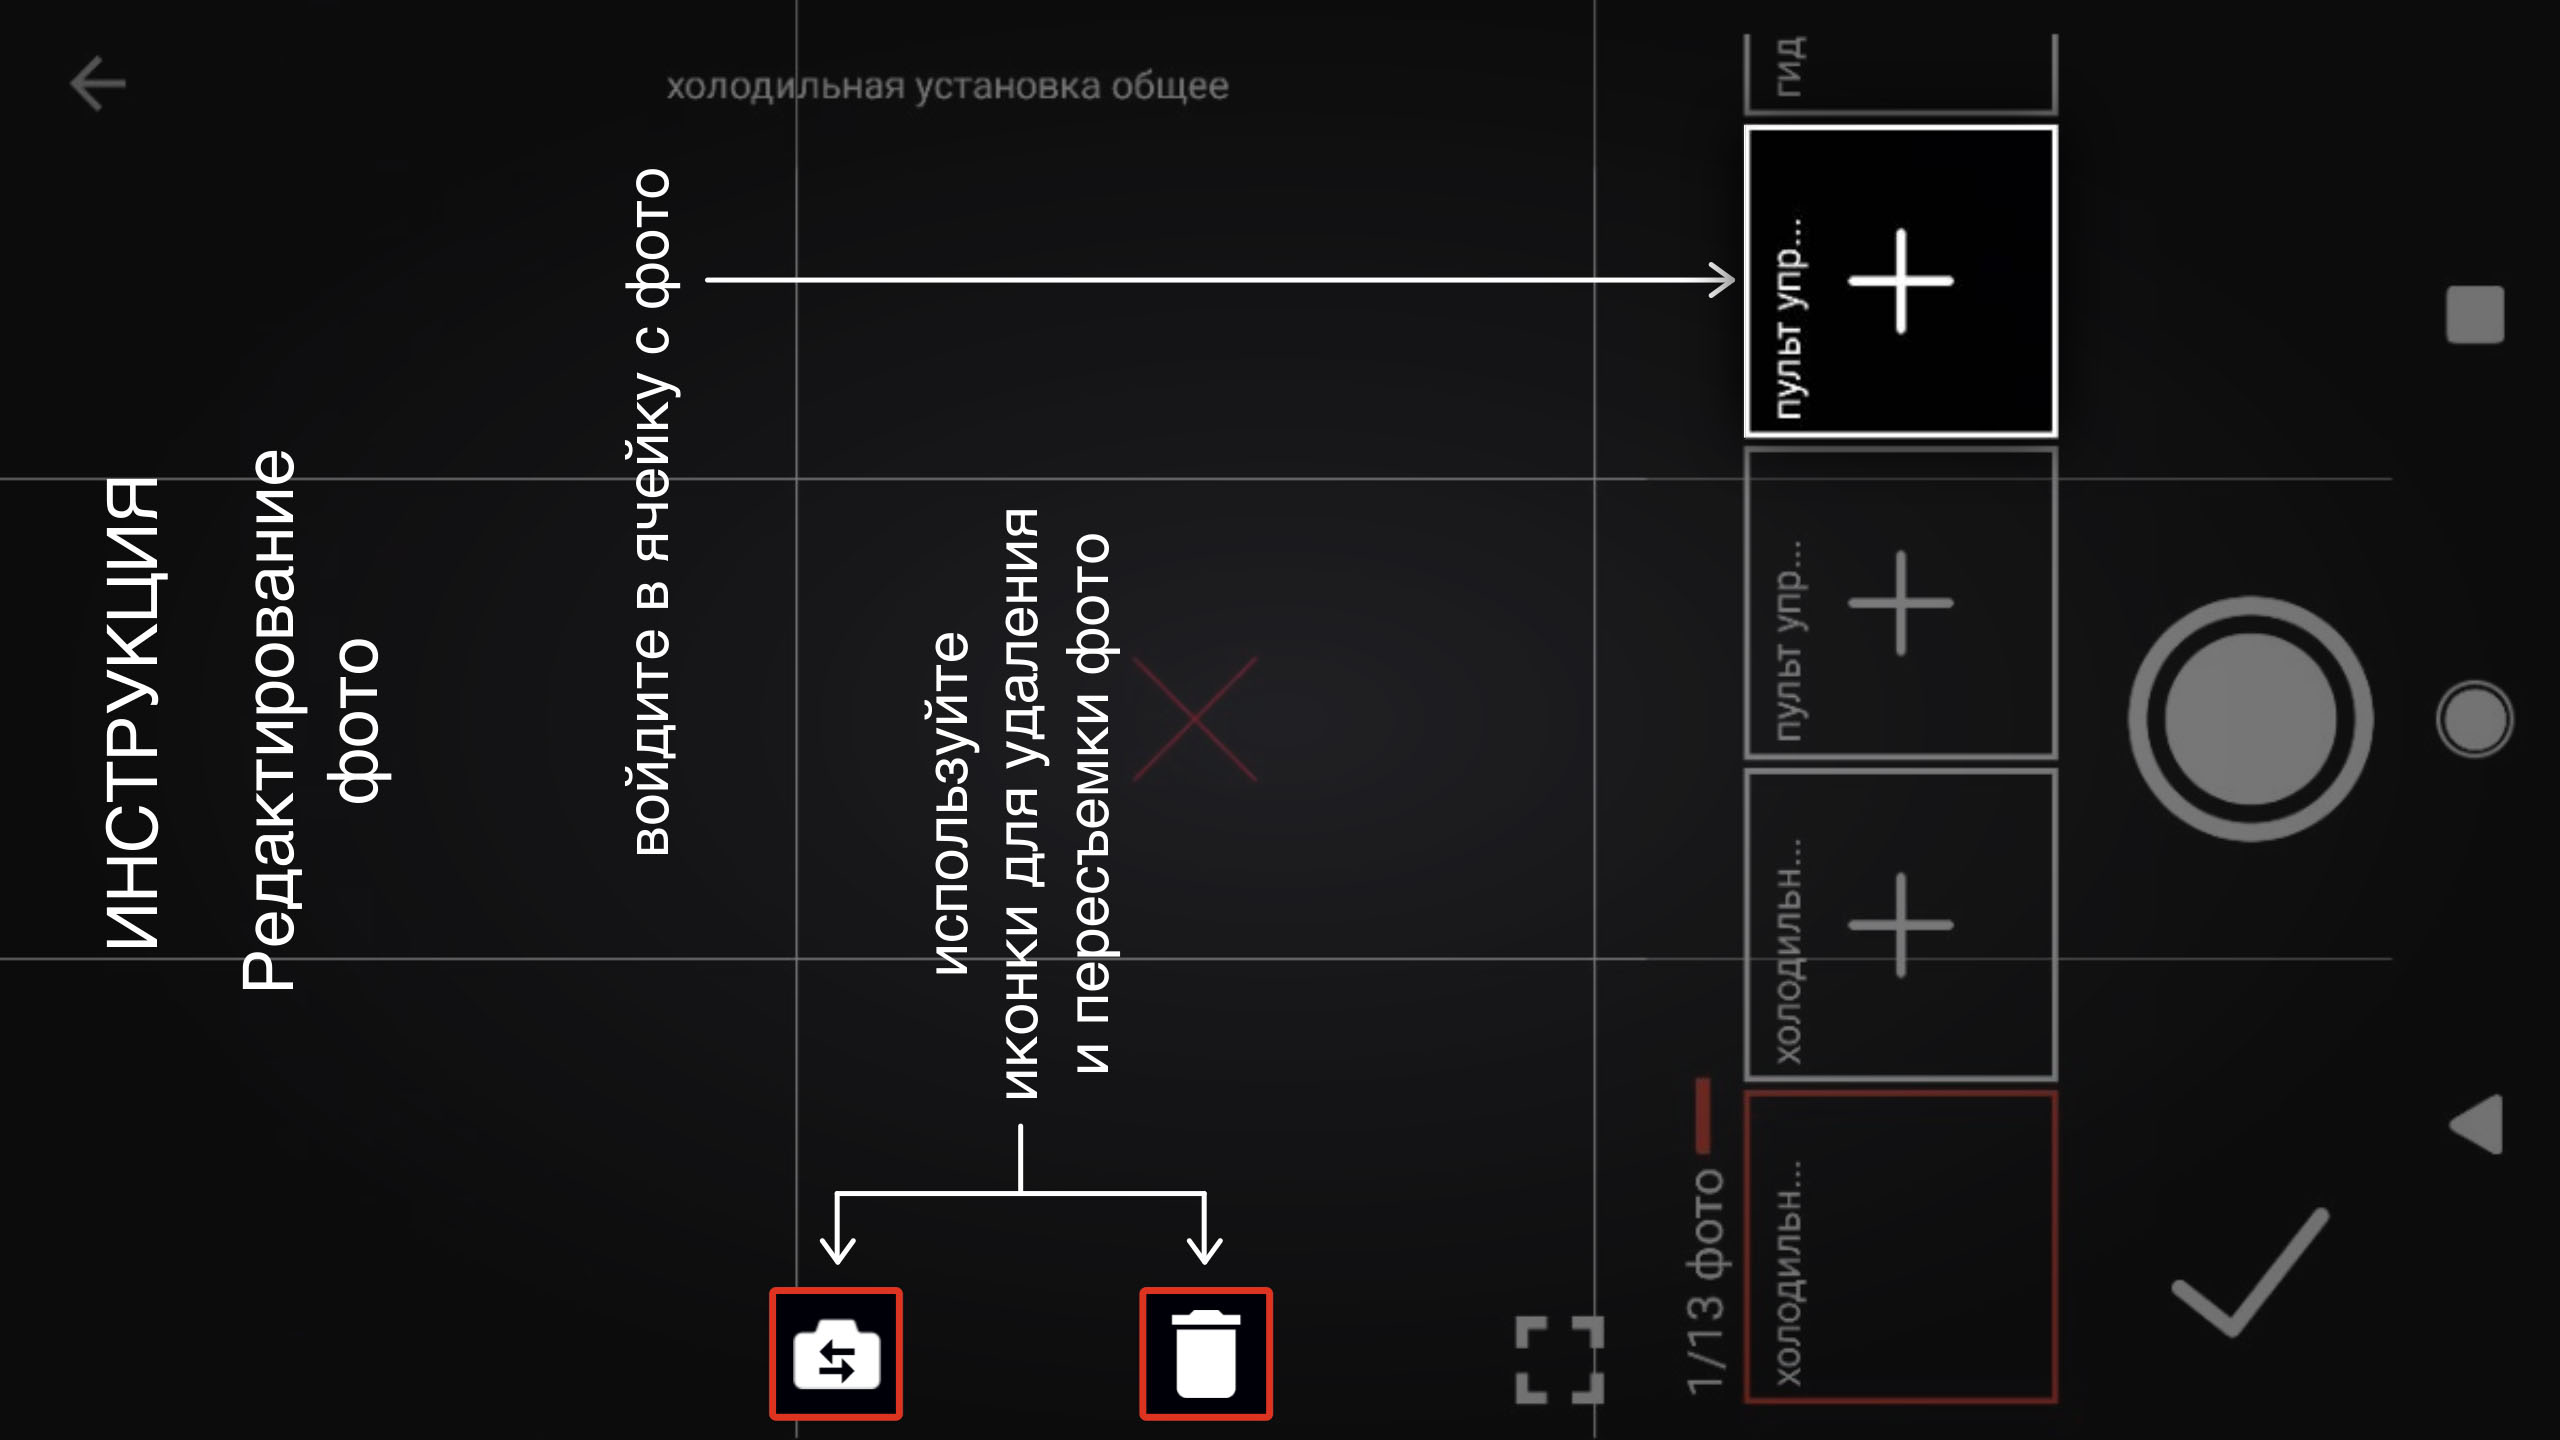 холодильная установка общее
ИНСТРУКЦИЯ
Редактирование
фото
войдите в ячейку с фото
используйте
иконки для удаления
и пересъемки фото
1/13 фото
холодильн...
холодильн...
пульт упр...
пульт упр...
гид